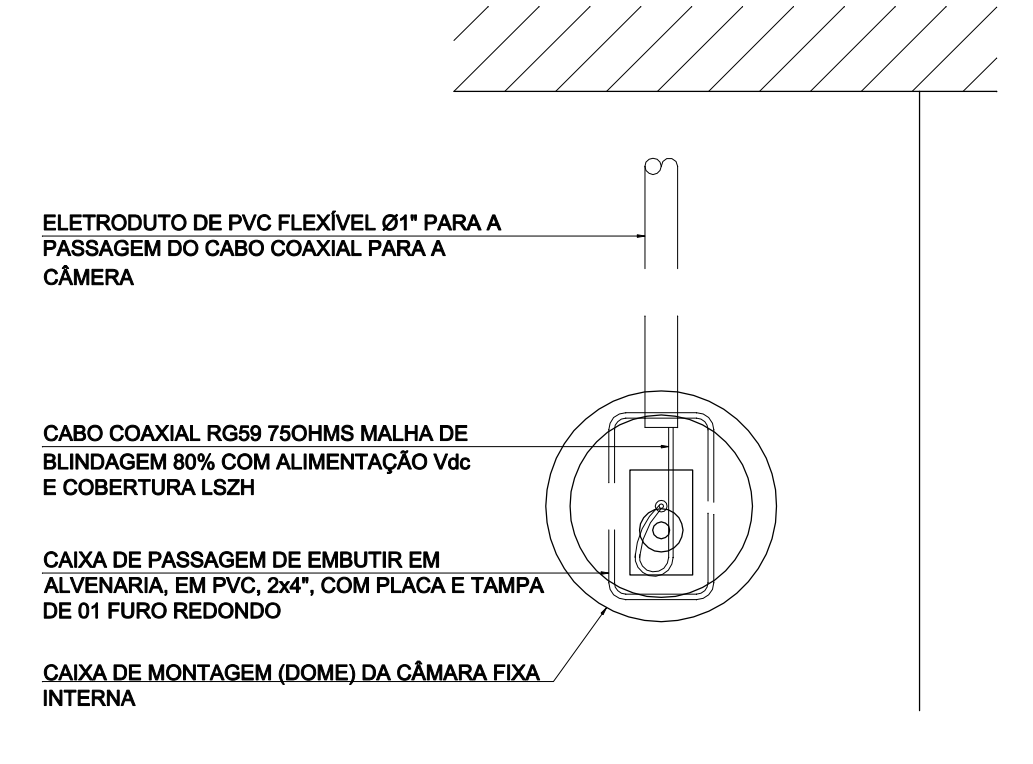 ELETRODUTO DE PVC FLEXÍVEL Ø1" PARA A
PASSAGEM DO CABO COAXIAL PARA A
CÂMERA
CABO COAXIAL RG59 75OHMS MALHA DE
BLINDAGEM 80% COM ALIMENTAÇÃO Vdc
E COBERTURA LSZH
CAIXA DE PASSAGEM DE EMBUTIR EM
ALVENARIA, EM PVC, 2x4", COM PLACA E TAMPA
DE 01 FURO REDONDO
CAIXA DE MONTAGEM (DOME) DA CÂMARA FIXA
INTERNA